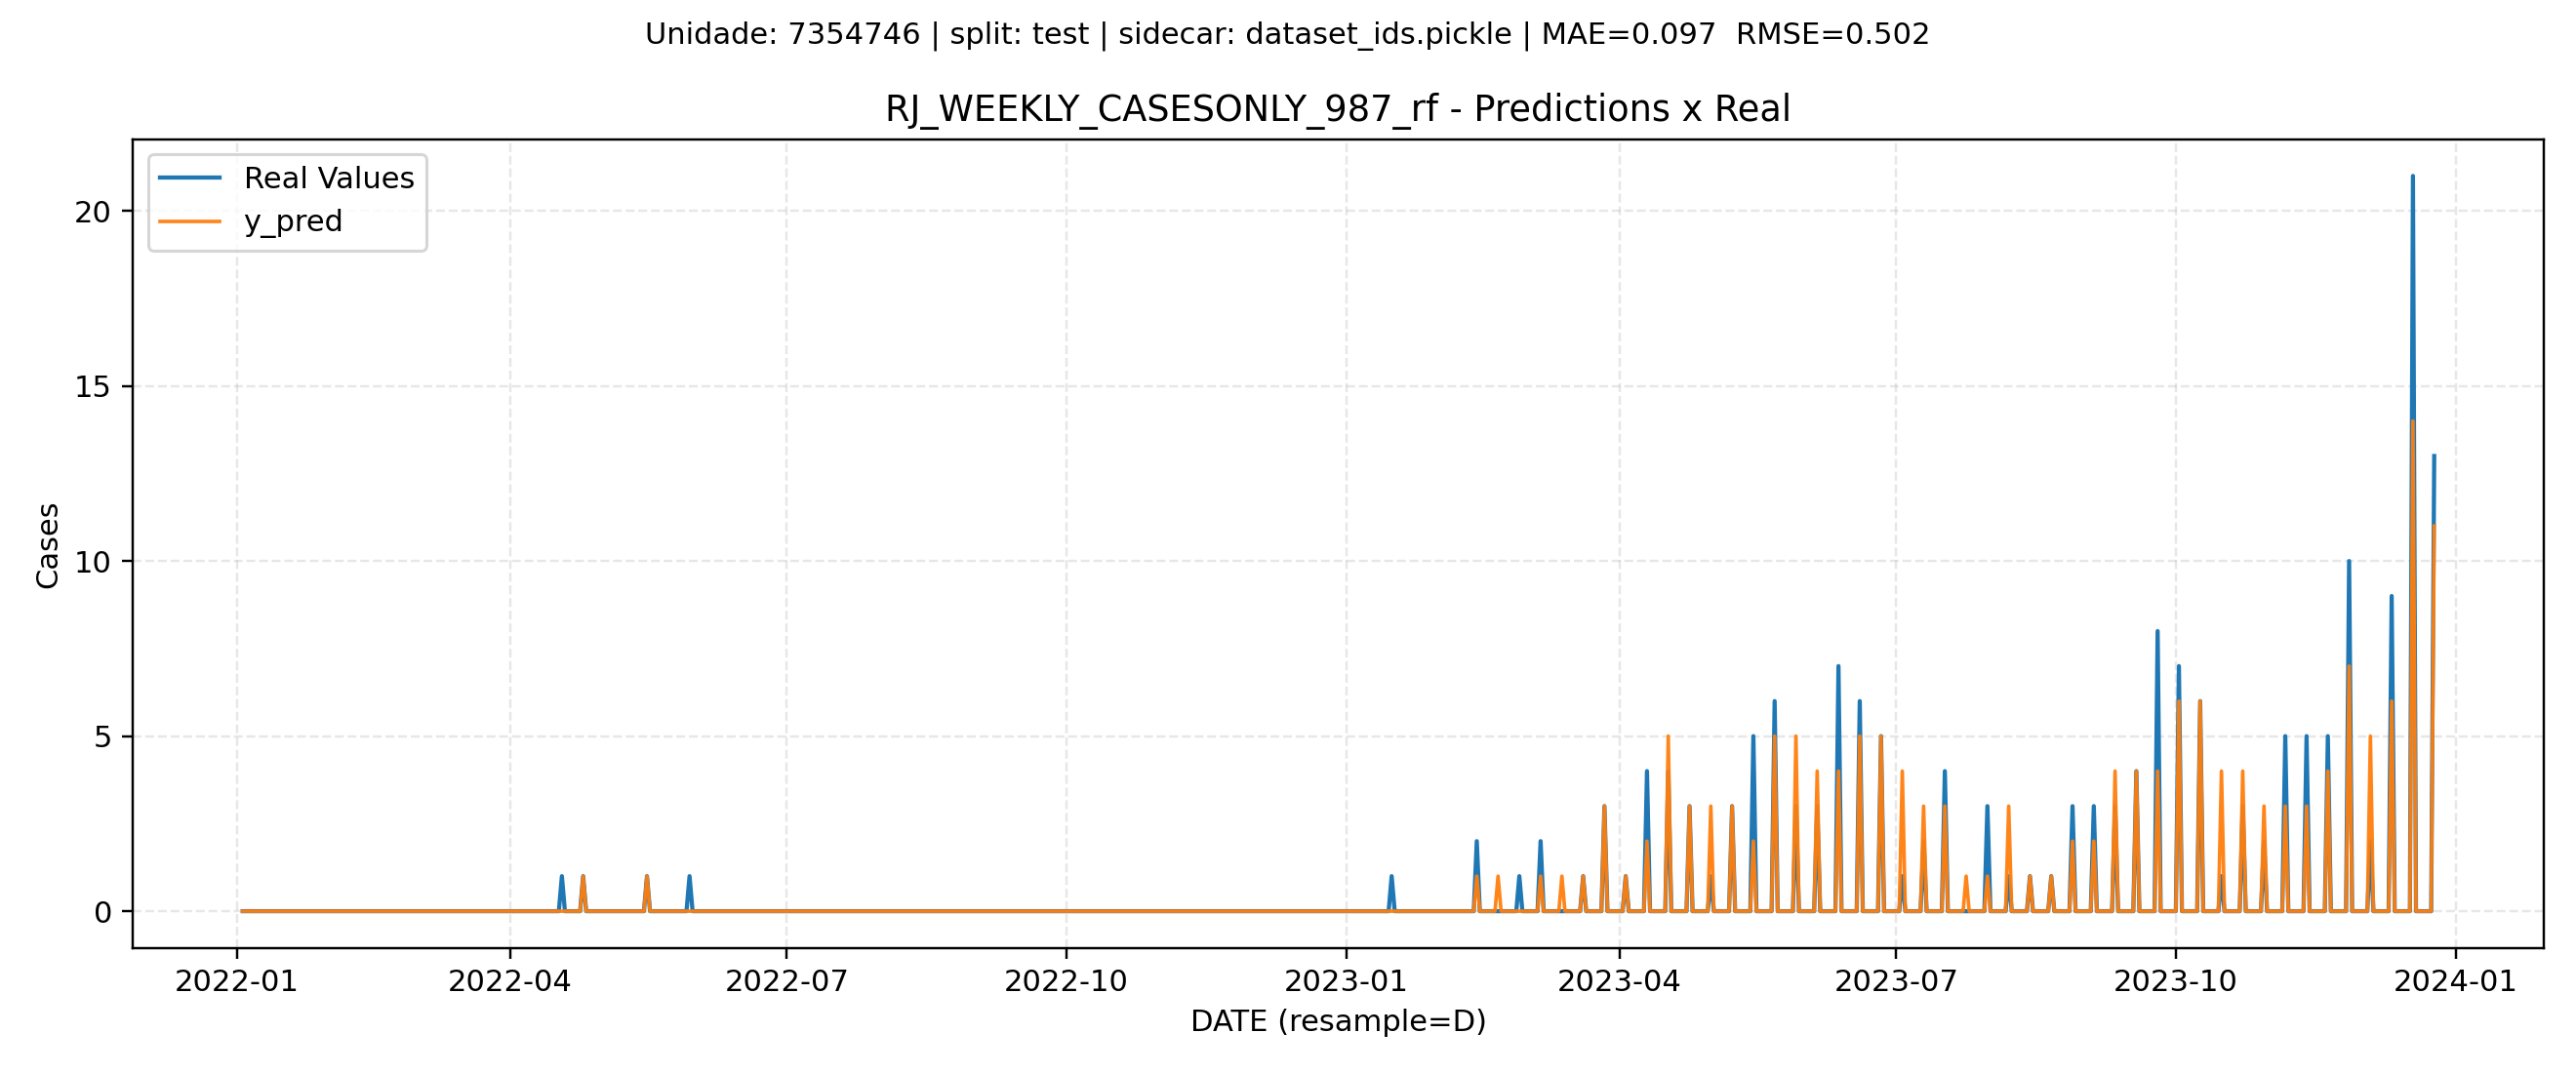 Unidade: 7354746 | split: test | sidecar: dataset_ids.pickle | MAE=0.097  RMSE=0.502
RJ_WEEKLY_CASESONLY_987_rf - Predictions x Real
Real Values
y_pred
20
15
10
5
0
Cases
2022-01 2022-04 2022-07 2022-10 2023-01 2023-04 2023-07 2023-10 2024-01
DATE (resample=D)